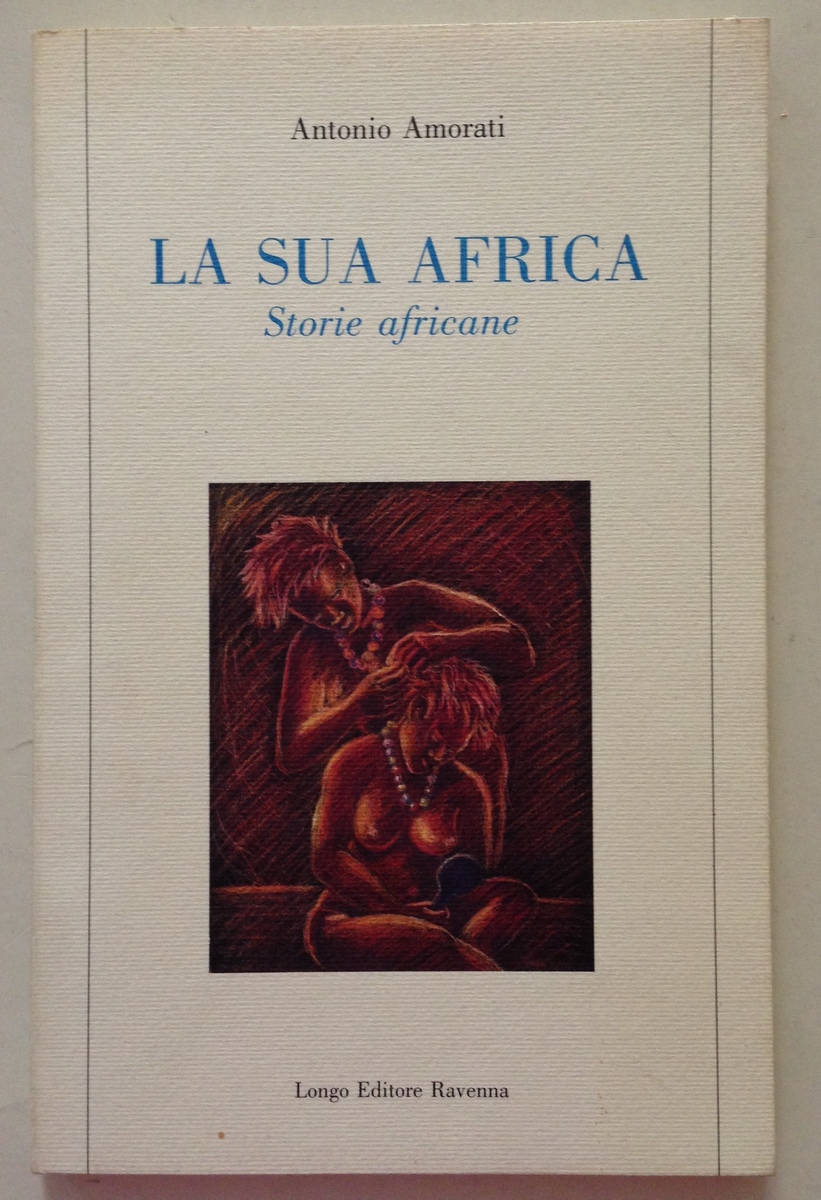 Antonio Amorati
LA SUA AFRICA
Storie africane
Longo Editore Ravenna